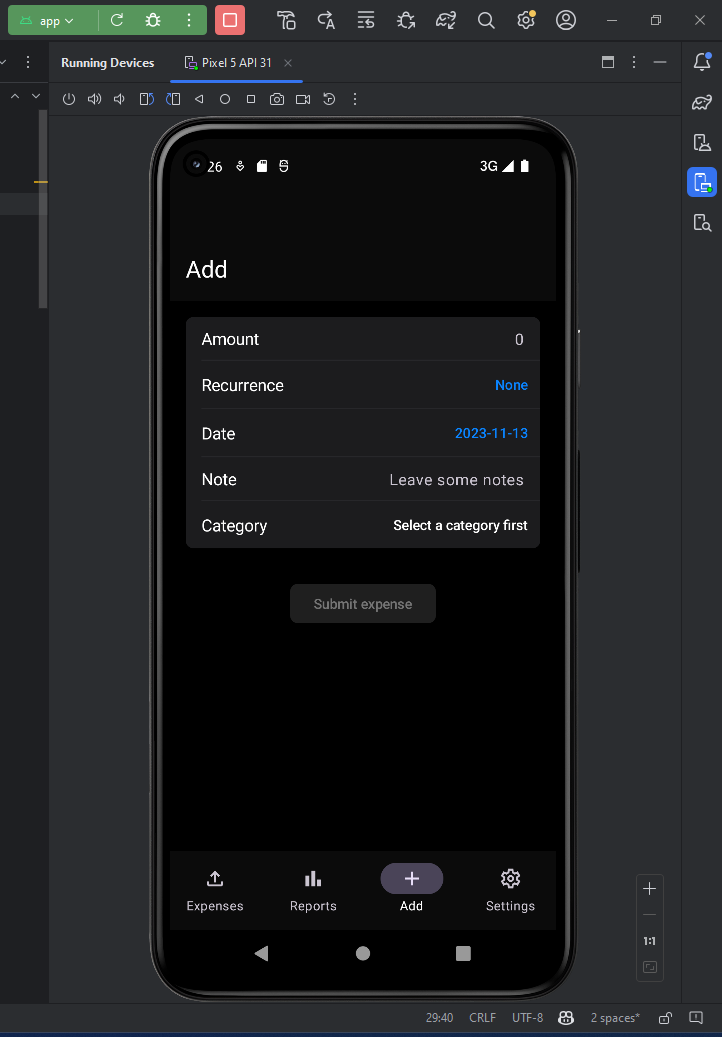 app
Running Devices
Pixel 5 API 31
26
3G
Add
Amount
0
Recurrence
None
Date
2023-11-13
Note
Leave some notes
Category
Select a category first
Submit expense
Expenses
Reports
Add
Settings
1:1
29:40
CRLF
UTF-8
2 spaces*